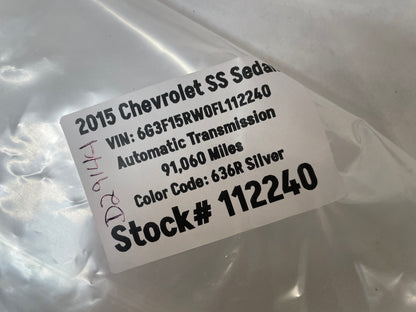 2015 Chevrolet SS Sedan
VIN: 6G3F15RW0FL112240
Automatic Transmission
91,060 Miles
Color Code: 636R Silver
Stock# 112240